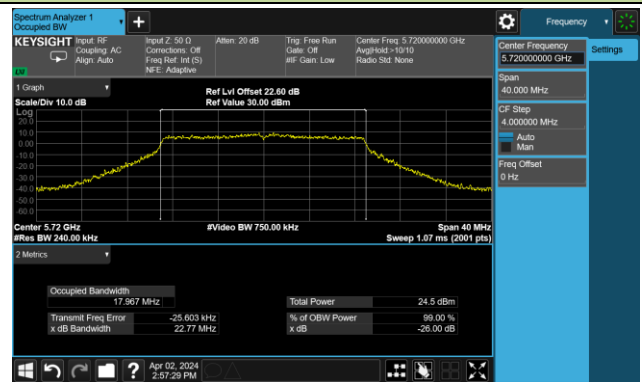 Spectrum Analyzer 1
Occupied BW
Frequency
KEYSIGHT
Input: RF
Coupling: AC
Align: Auto
Input Z: 50 Ω
Corrections: Off
Freq Ref: Int (S)
NFE: Adaptive
Atten: 20 dB
Trig: Free Run
Gate: Off
#IF Gain: Low
Center Freq: 5.720000000 GHz
Avg|Hold:>10/10
Radio Std: None
Center Frequency
5.720000000 GHz
Settings
Span
40.000 MHz
CF Step
4.000000 MHz
Auto
Man
Freq Offset
0 Hz
1 Graph
Scale/Div 10.0 dB
Ref Lvl Offset 22.60 dB
Ref Value 30.00 dBm
Log
20.0
10.0
0.00
-10.0
-20.0
-30.0
-40.0
-50.0
-60.0
Center 5.72 GHz
#Video BW 750.00 kHz
Span 40 MHz
#Res BW 240.00 kHz
Sweep 1.07 ms (2001 pts)
2 Metrics
Occupied Bandwidth
17.967 MHz
Total Power
24.5 dBm
Transmit Freq Error
-25.603 kHz
% of OBW Power
99.00 %
x dB Bandwidth
22.77 MHz
x dB
-26.00 dB
Apr 02, 2024
2:57:29 PM